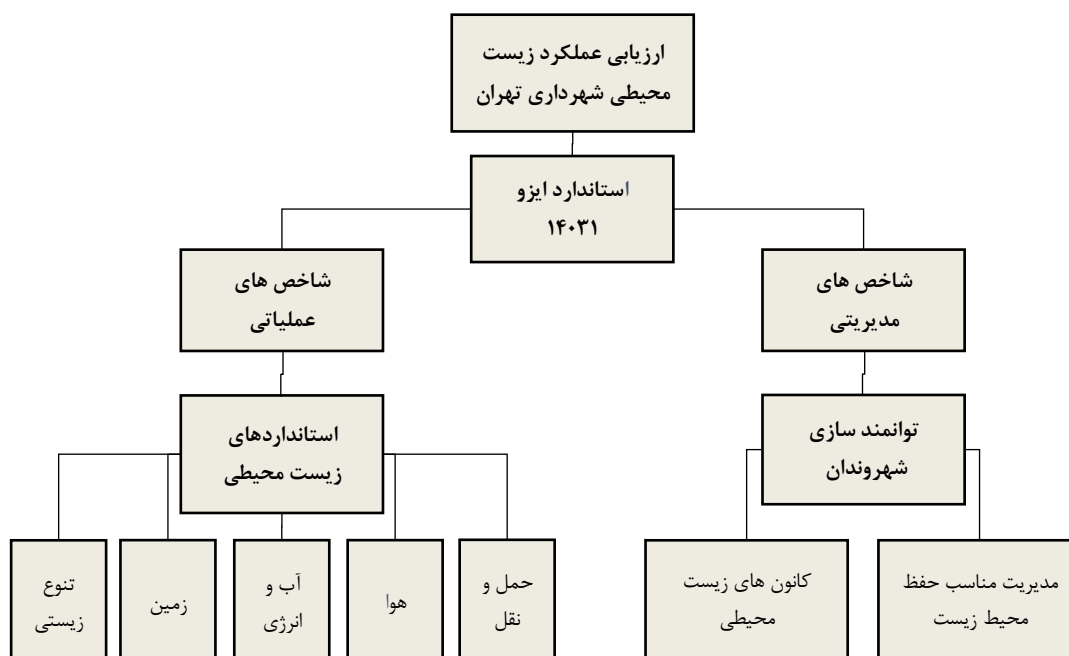 ارزیابی عملکرد زیست
محیطی شهرداری تهران
استاندارد ایزو
۱۴۰۳۱
شاخص های
مدیریتی
شاخص های
عملیاتی
توانمند سازی
شهروندان
استانداردهای
زیست محیطی
مدیریت مناسب حفظ
محیط زیست
کانون های زیست
محیطی
حمل و
نقل
هوا
آب و
انرژی
زمین
تنوع
زیستی